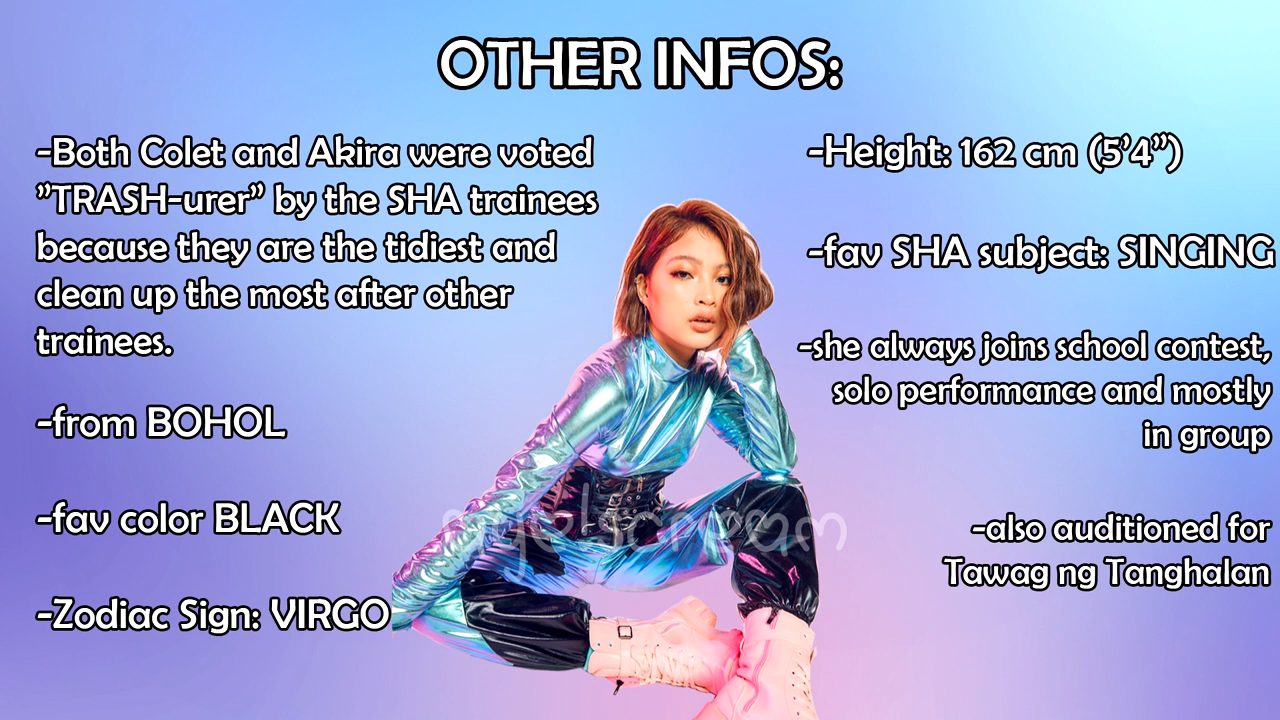 OTHER INFOS:
-Both Colet and Akira were voted
”TRASH-urer” by the SHA trainees
because they are the tidiest and
clean up the most after other
trainees.
-from BOHOL
-fav color BLACK
-Zodiac Sign: VIRGO
-Height: 162 cm (5’4”)
-fav SHA subject: SINGING
-she always joins school contest,
solo performance and mostly
in group
-also auditioned for
Tawag ng Tanghalan